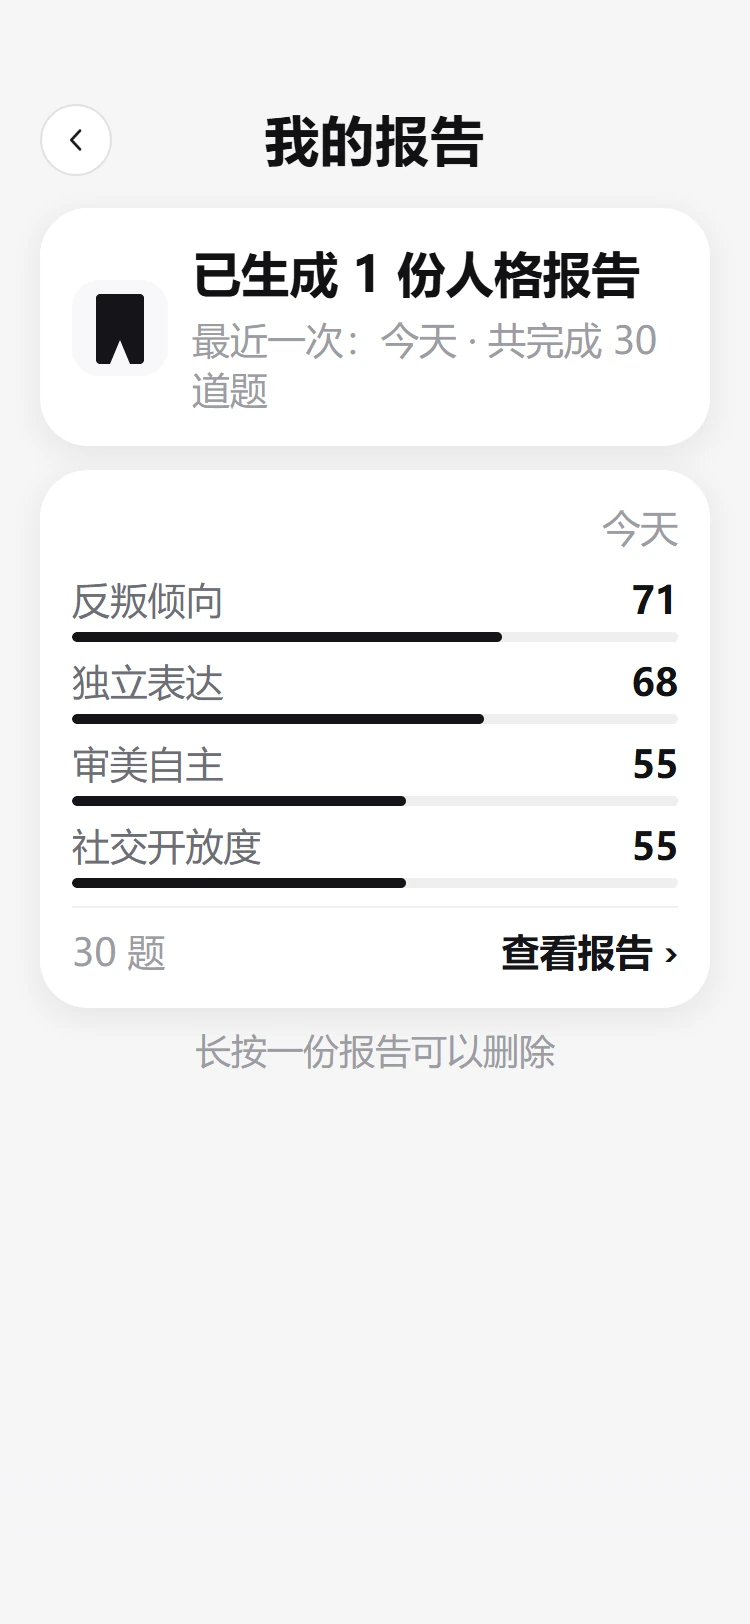 我的报告
已生成 1 份人格报告
最近一次：今天 · 共完成 30
道题
今天
反叛倾向 71
独立表达 68
审美自主 55
社交开放度 55
30 题 查看报告 ›
长按一份报告可以删除